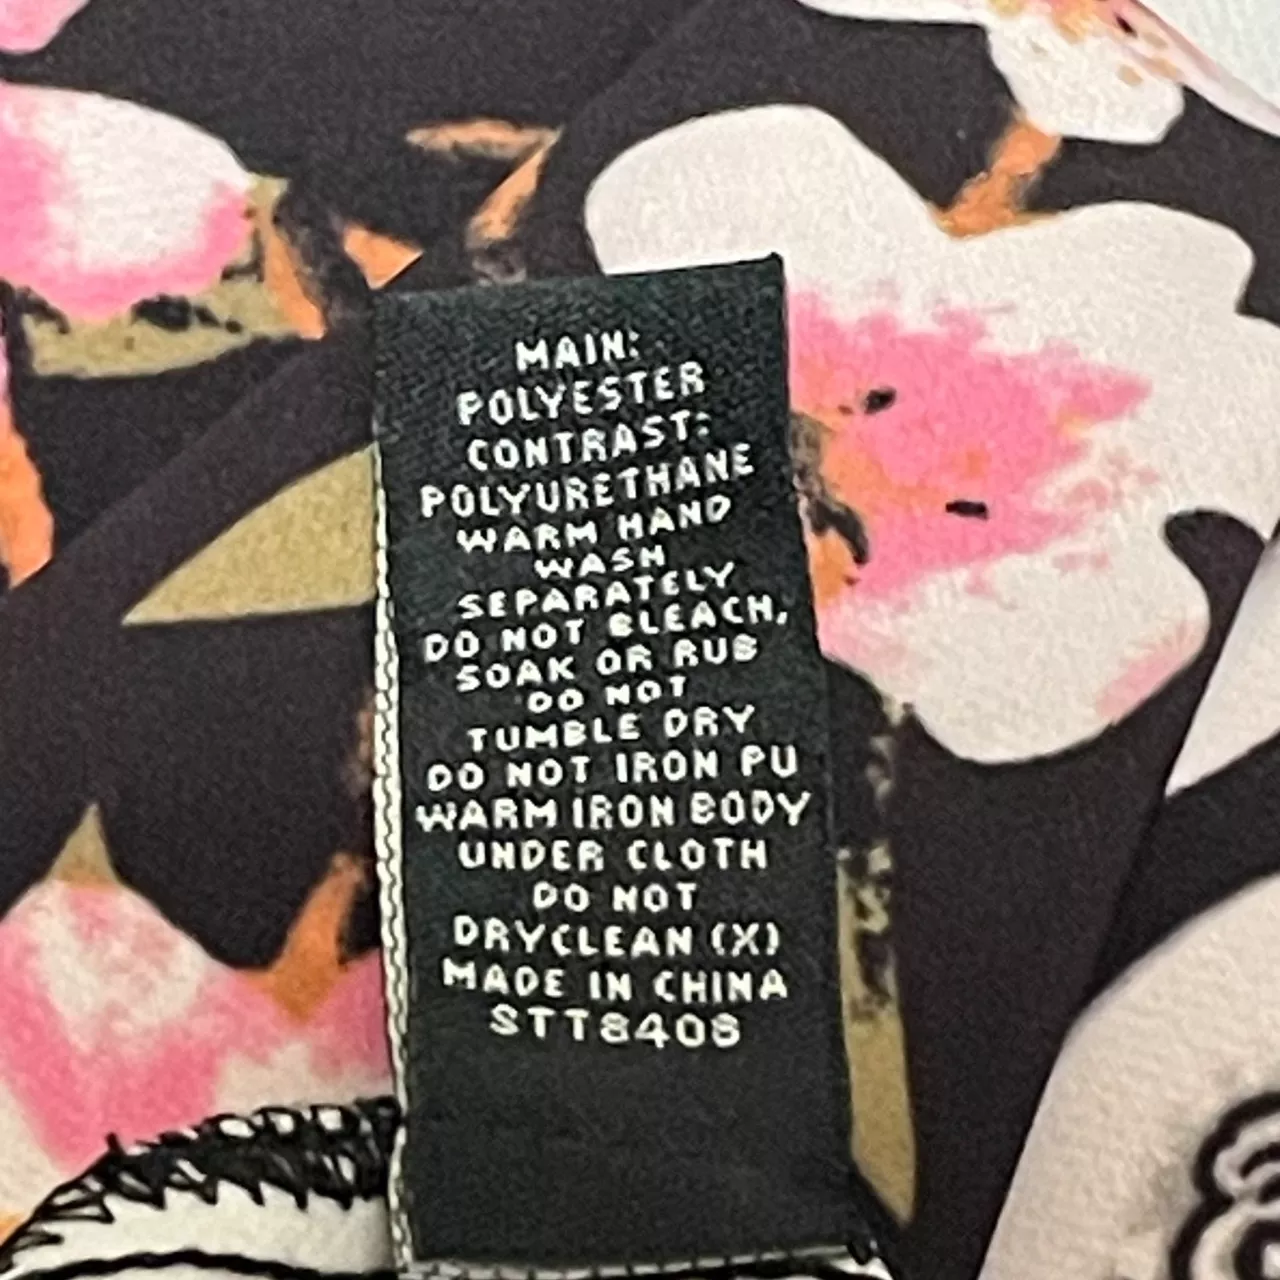 MAIN:
POLYESTER
CONTRAST:
POLYURETHANE
WARM HAND
WASH
SEPARATELY
DO NOT BLEACH,
SOAK OR RUB
DO NOT
TUMBLE DRY
DO NOT IRON PU
WARM IRON BODY
UNDER CLOTH
DO NOT
DRYCLEAN (X)
MADE IN CHINA
STT8408